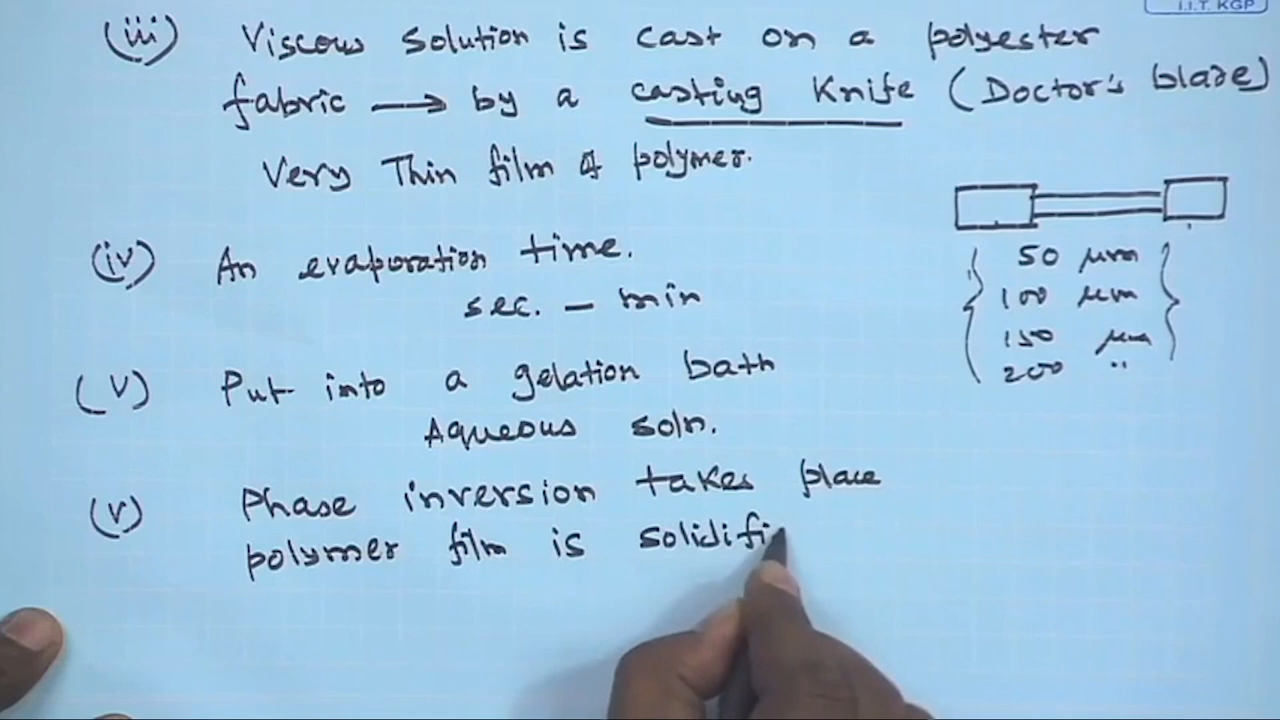 I.I.T. KGP
(iii) Viscous solution is cast on a polyester
fabric → by a casting Knife (Doctor's blade)
Very Thin film of polymer.
(iv) An evaporation time.
sec. – min
50 μm
100 μm
150 μm
200 "
(V) Put into a gelation bath
Aqueous soln.
(V) Phase inversion takes place
polymer film is solidifi